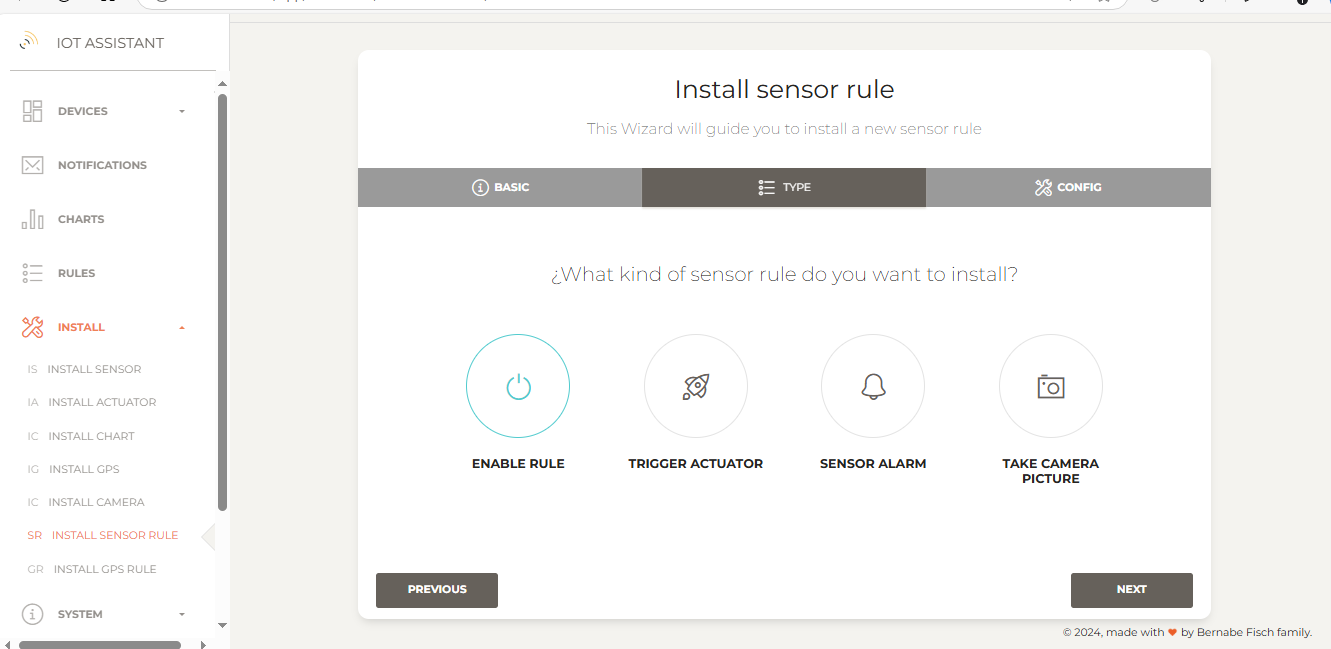 IOT ASSISTANT
DEVICES
NOTIFICATIONS
CHARTS
RULES
INSTALL
IS INSTALL SENSOR
IA INSTALL ACTUATOR
IC INSTALL CHART
IG INSTALL GPS
IC INSTALL CAMERA
SR INSTALL SENSOR RULE
GR INSTALL GPS RULE
SYSTEM
Install sensor rule
This Wizard will guide you to install a new sensor rule
BASIC
TYPE
CONFIG
¿What kind of sensor rule do you want to install?
ENABLE RULE
TRIGGER ACTUATOR
SENSOR ALARM
TAKE CAMERA
PICTURE
PREVIOUS
NEXT
© 2024, made with ♥ by Bernabe Fisch family.